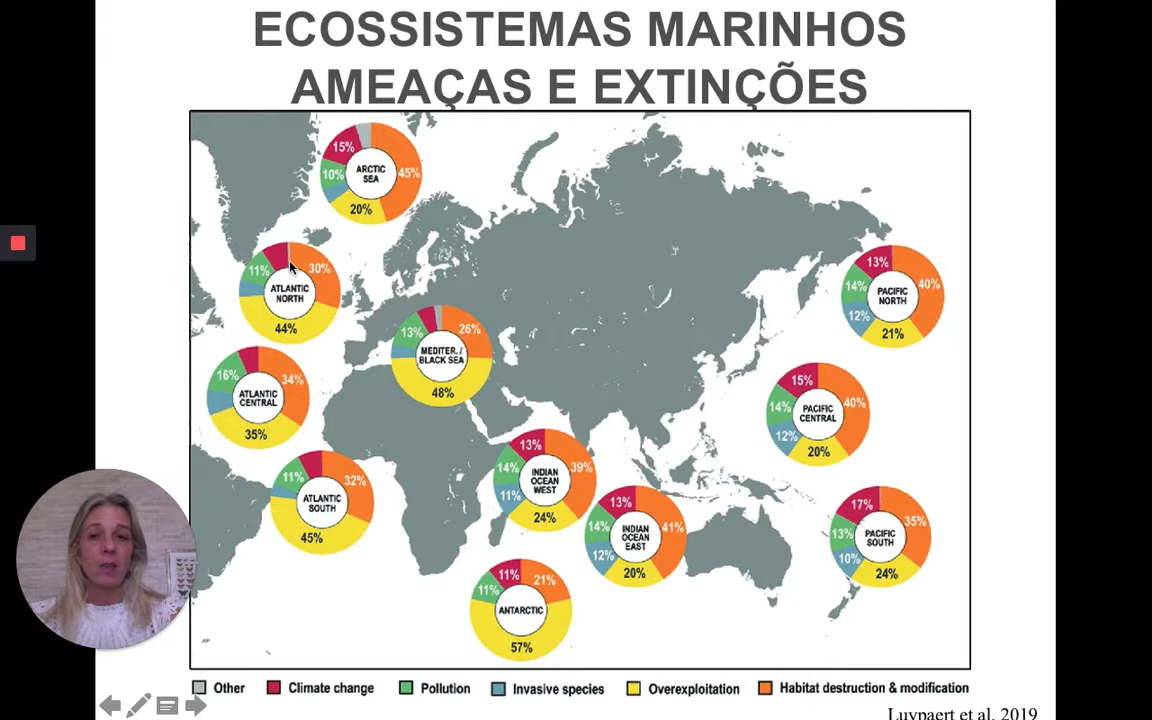 ECOSSISTEMAS MARINHOS
AMEAÇAS E EXTINÇÕES
15%
45%
10%
20%
ARCTIC
SEA
11%
30%
44%
ATLANTIC
NORTH
13%
26%
48%
MEDITER. /
BLACK SEA
13%
40%
14%
12%
21%
PACIFIC
NORTH
16%
34%
35%
ATLANTIC
CENTRAL
15%
40%
14%
12%
20%
PACIFIC
CENTRAL
11%
32%
45%
ATLANTIC
SOUTH
13%
39%
14%
11%
24%
INDIAN
OCEAN
WEST
13%
41%
14%
12%
20%
INDIAN
OCEAN
EAST
17%
35%
13%
10%
24%
PACIFIC
SOUTH
11%
21%
11%
57%
ANTARCTIC
Other
Climate change
Pollution
Invasive species
Overexploitation
Habitat destruction & modification
Luypaert et al. 2019